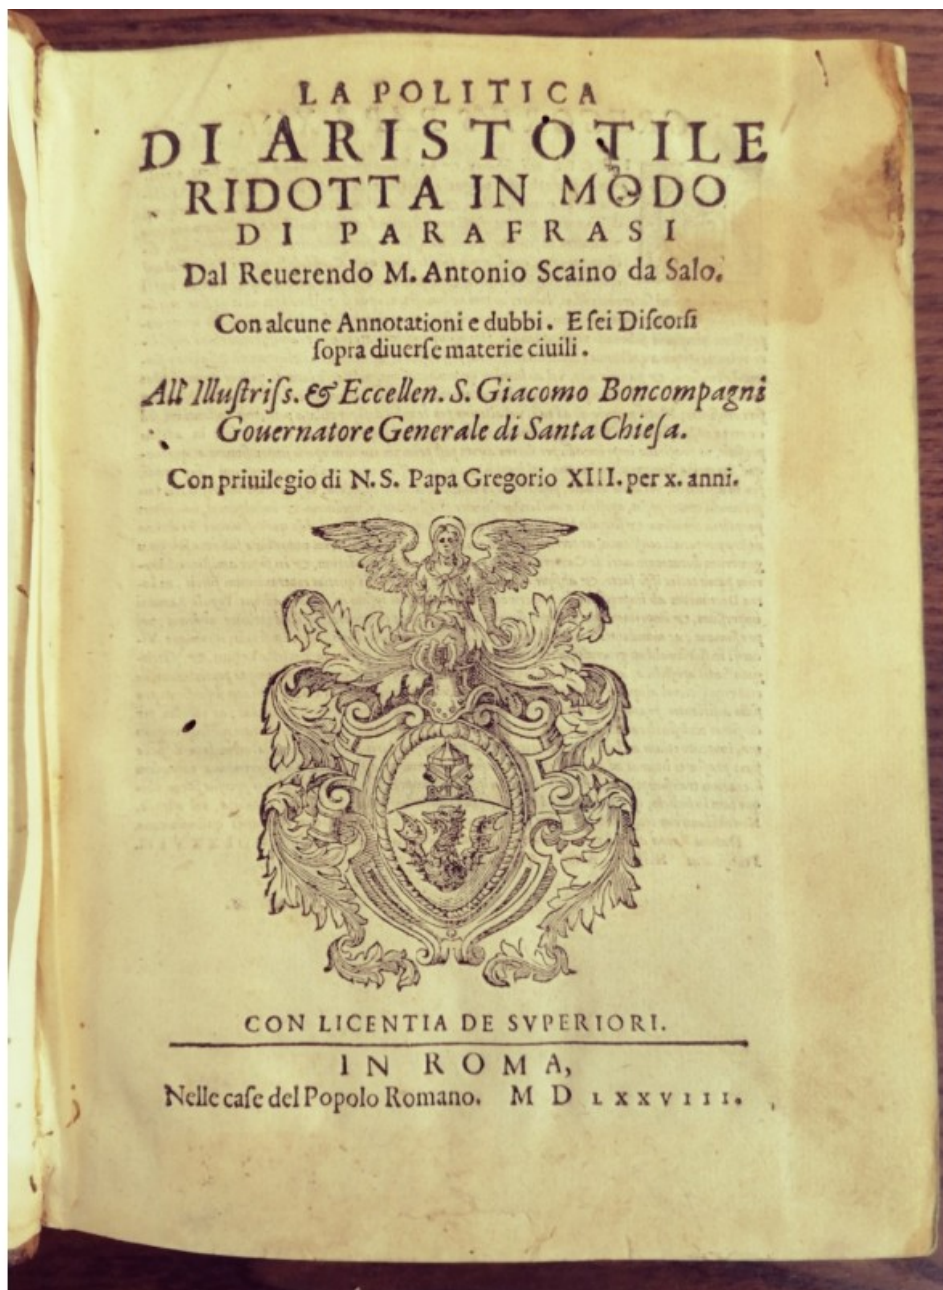 LA POLITICA
DI ARISTOTILE
RIDOTTA IN MODO
DI PARAFRASI
Dal Reuerendo M. Antonio Scaino da Salo.
Con alcune Annotationi e dubbi. E sei Diſcorſi
ſopra diuerſe materie ciuili.
All' Illuſtriſs. & Eccellen. S. Giacomo Boncompagni
Gouernatore Generale di Santa Chieſa.
Con priuilegio di N. S. Papa Gregorio XIII. per x. anni.
CON LICENTIA DE SVPERIORI.
IN ROMA,
Nelle caſe del Popolo Romano. M D LXXVIII.